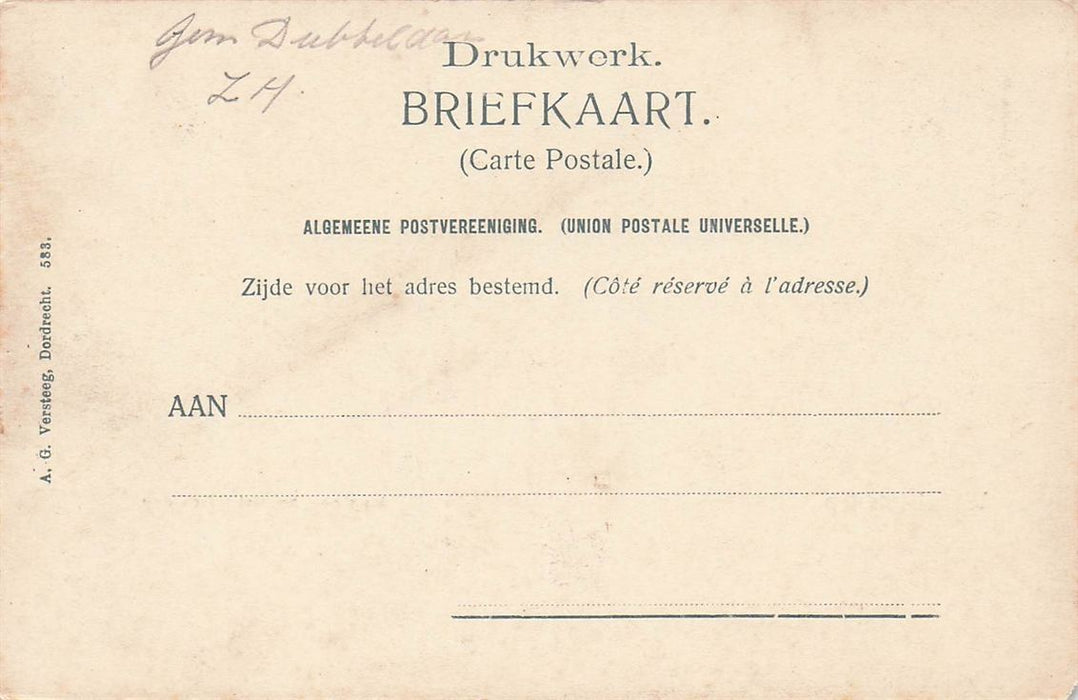 Gem Dubbeldam
Z H.
Drukwerk.
BRIEFKAART.
(Carte Postale.)
ALGEMEENE POSTVEREENIGING. (UNION POSTALE UNIVERSELLE.)
Zijde voor het adres bestemd. (Côté réservé à l'adresse.)
AAN
A. G. Versteeg, Dordrecht. 583.